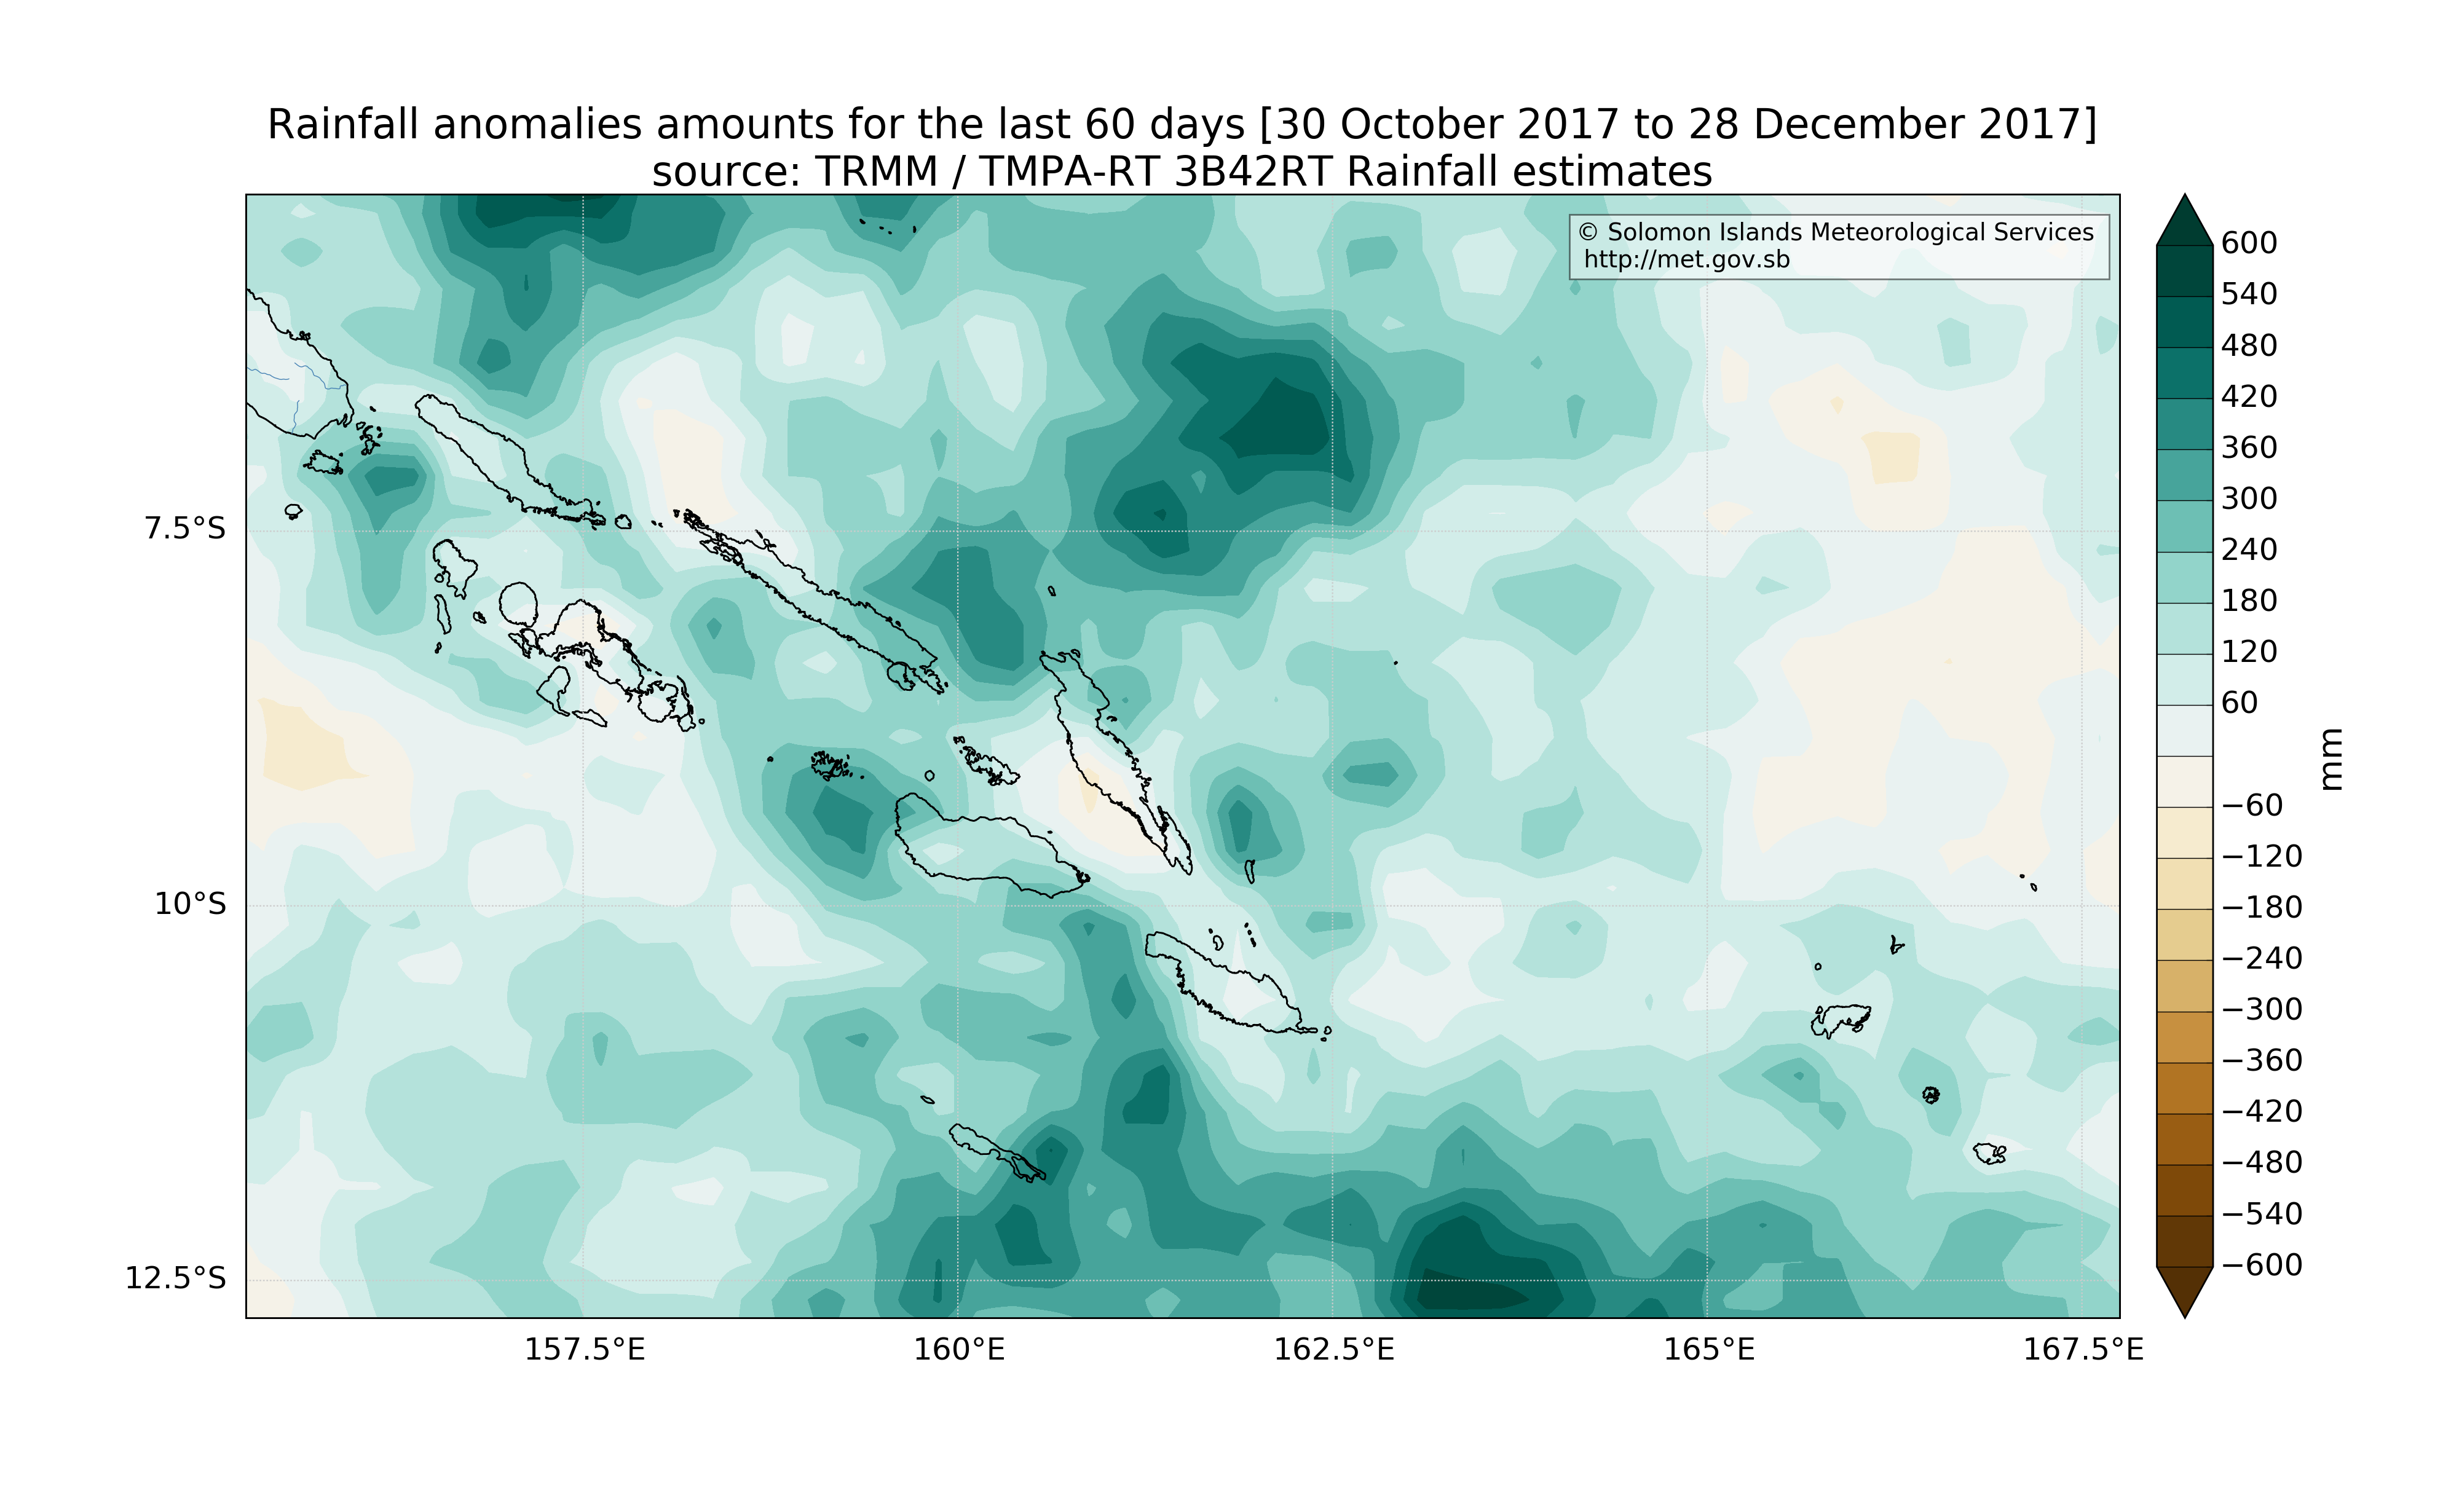 Rainfall anomalies amounts for the last 60 days [30 October 2017 to 28 December 2017]
source: TRMM / TMPA-RT 3B42RT Rainfall estimates
© Solomon Islands Meteorological Services
http://met.gov.sb
7.5°S
10°S
12.5°S
157.5°E
160°E
162.5°E
165°E
167.5°E
600
540
480
420
360
300
240
180
120
60
−60
−120
−180
−240
−300
−360
−420
−480
−540
−600
mm